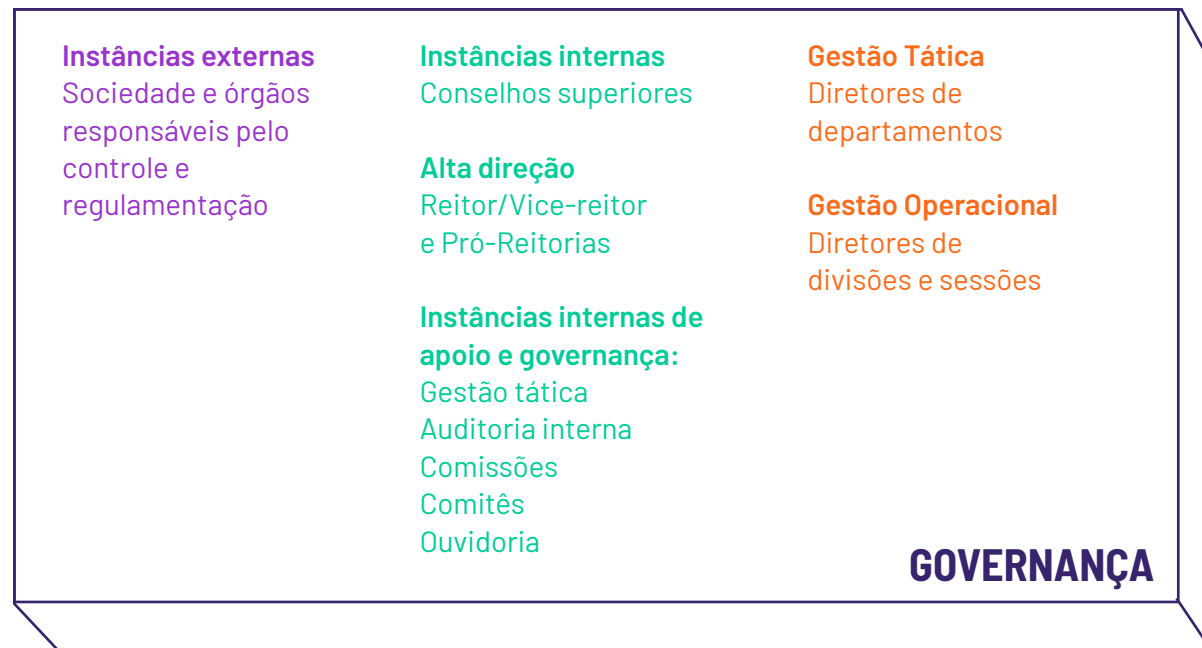 Instâncias externas
Sociedade e órgãos
responsáveis pelo
controle e
regulamentação
Instâncias internas
Conselhos superiores
Alta direção
Reitor/Vice-reitor
e Pró-Reitorias
Instâncias internas de
apoio e governança:
Gestão tática
Auditoria interna
Comissões
Comitês
Ouvidoria
Gestão Tática
Diretores de
departamentos
Gestão Operacional
Diretores de
divisões e sessões
GOVERNANÇA